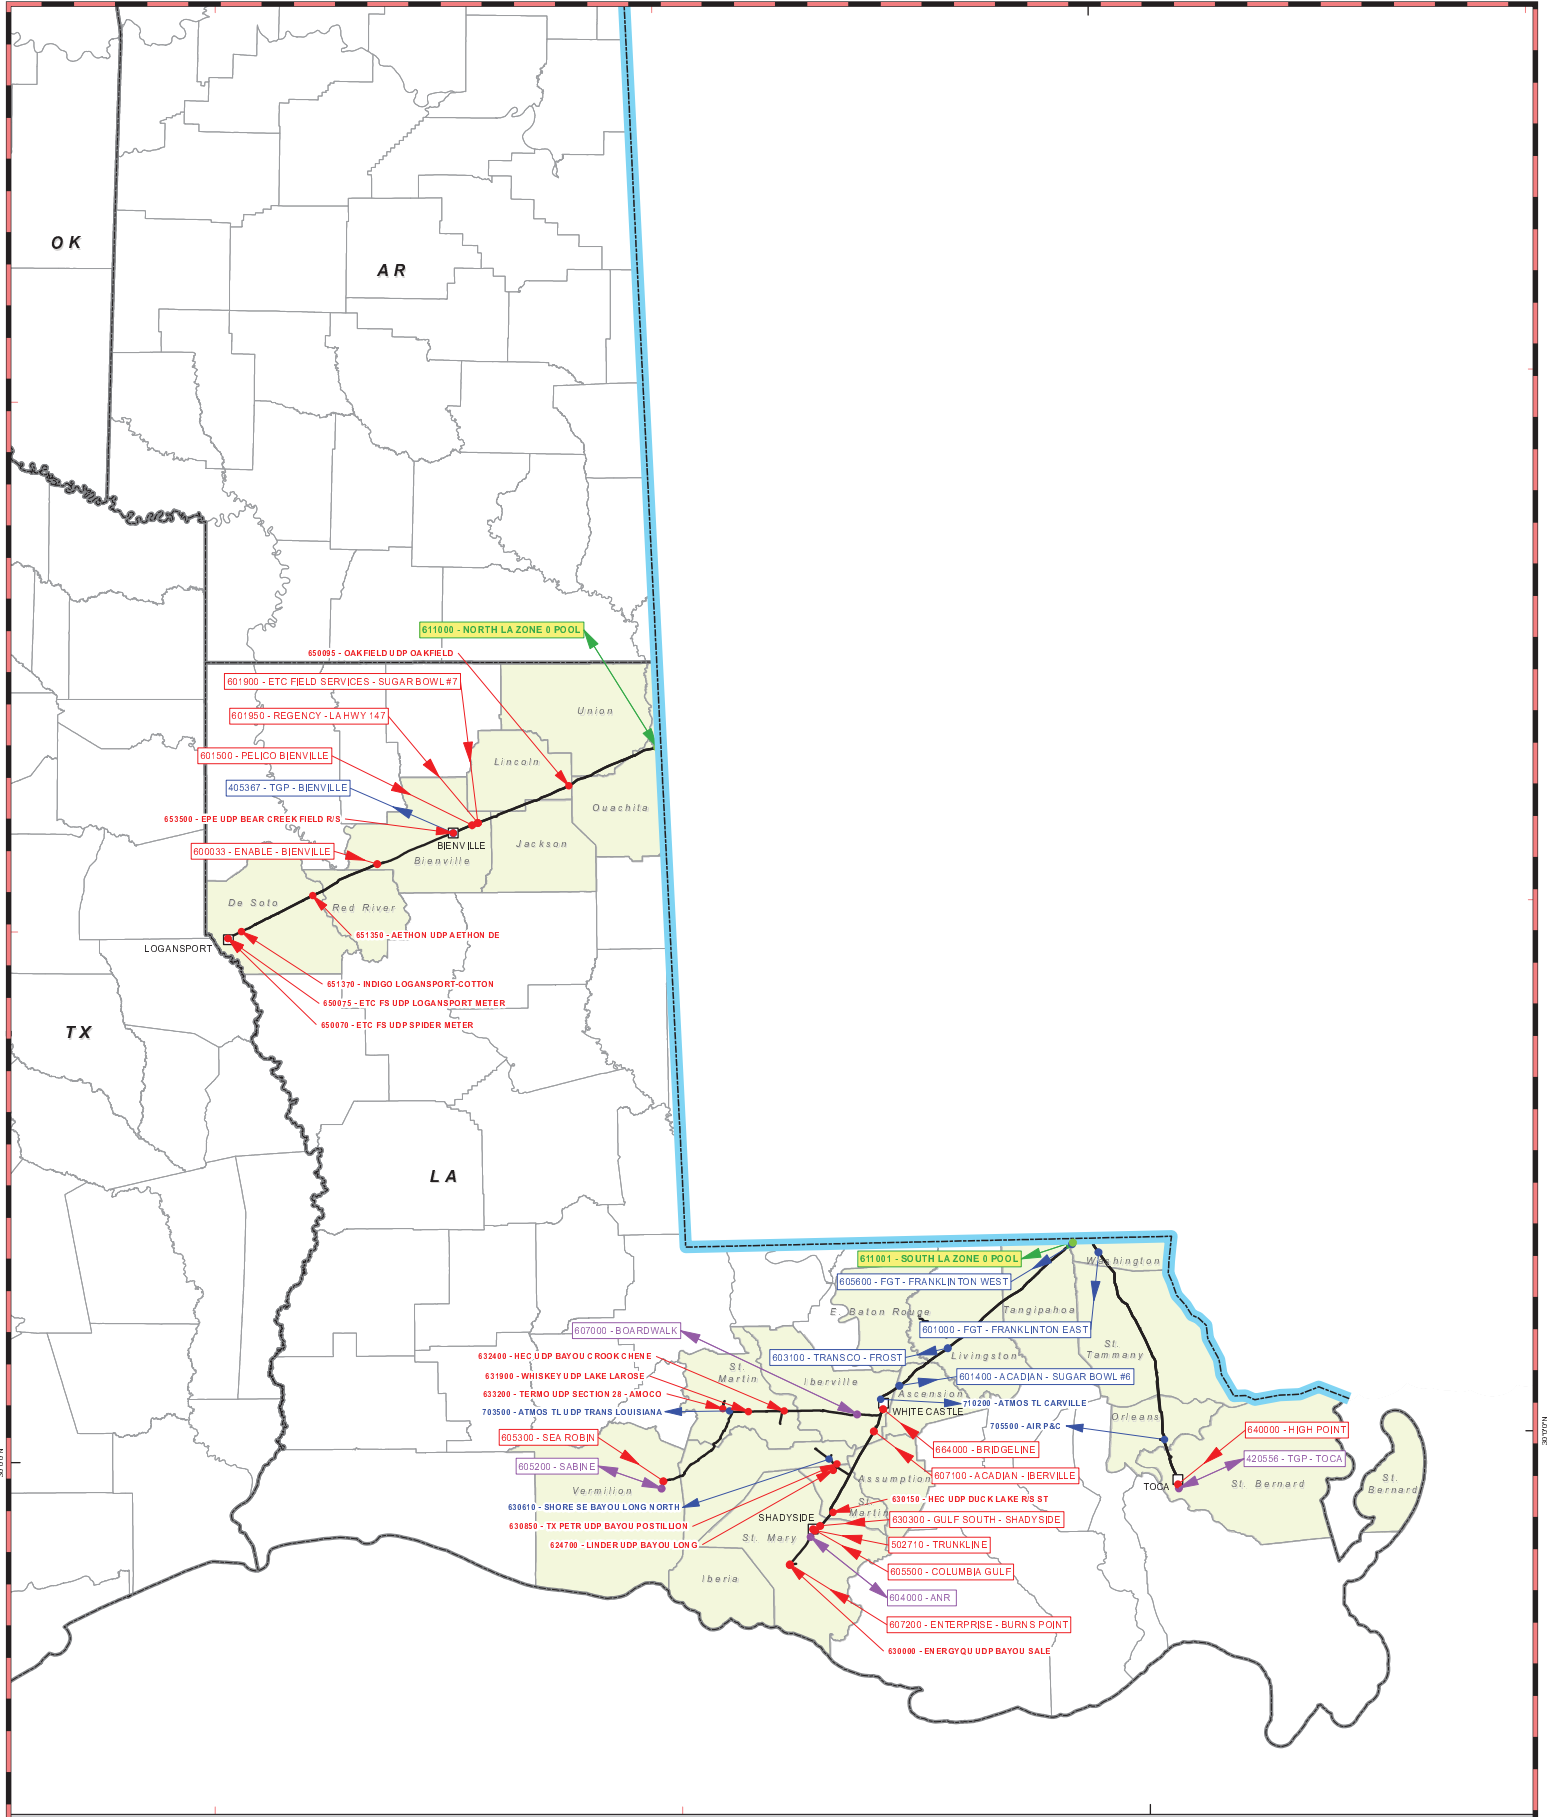 OK
AR
611000 - NORTH LA ZONE 0 POOL
650095 - OAKFIELD UDP OAKFIELD
601900 - ETC FIELD SERVICES - SUGAR BOWL #7
Union
601950 - REGENCY - LA HWY 147
601500 - PELICO BIENVILLE
Lincoln
405367 - TGP - BIENVILLE
Ouachita
653500 - EPE UDP BEAR CREEK FIELD R/S
BIENVILLE
Jackson
600033 - ENABLE - BIENVILLE
Bienville
De Soto
Red River
651350 - AETHON UDP AETHON DE
LOGANSPORT
651370 - INDIGO LOGANSPORT-COTTON
650075 - ETC FS UDP LOGANSPORT METER
650070 - ETC FS UDP SPIDER METER
TX
LA
611001 - SOUTH LA ZONE 0 POOL
Washington
605600 - FGT - FRANKLINTON WEST
E. Baton Rouge
Tangipahoa
607000 - BOARDWALK
601000 - FGT - FRANKLINTON EAST
St.
Tammany
632400 - HEC UDP BAYOU CROOK CHENE
603100 - TRANSCO - FROST
Livingston
St.
Martin
631900 - WHISKEY UDP LAKE LAROSE
Iberville
601400 - ACADIAN - SUGAR BOWL #6
633200 - TERMO UDP SECTION 28 - AMOCO
Ascension
710200 - ATMOS TL CARVILLE
703500 - ATMOS TL UDP TRANS LOUISIANA
WHITE CASTLE
Orleans
705500 - AIR P&C
640000 - HIGH POINT
605300 - SEA ROBIN
664000 - BRIDGELINE
420556 - TGP - TOCA
605200 - SABINE
607100 - ACADIAN - IBERVILLE
Assumption
TOCA
St. Bernard
St.
Bernard
Vermilion
630610 - SHORE SE BAYOU LONG NORTH
630150 - HEC UDP DUCK LAKE R/S ST
St.
Martin
SHADYSIDE
630300 - GULF SOUTH - SHADYSIDE
630850 - TX PETR UDP BAYOU POSTILLION
St. Mary
624700 - LINDER UDP BAYOU LONG
502710 - TRUNKLINE
605500 - COLUMBIA GULF
Iberia
604000 - ANR
607200 - ENTERPRISE - BURNS POINT
630000 - ENERGYQU UDP BAYOU SALE
30°0'0"N
30°0'0"N